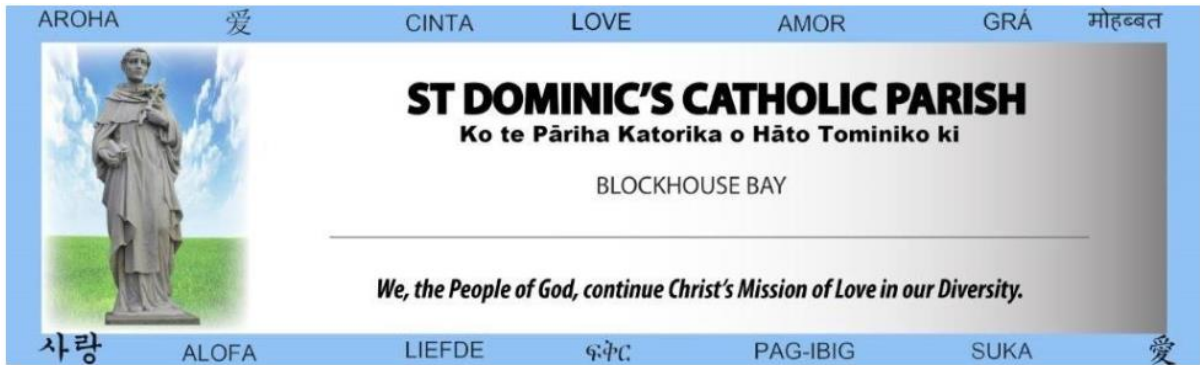 AROHA 爱 CINTA LOVE AMOR GRÁ मोहब्बत
ST DOMINIC'S CATHOLIC PARISH
Ko te Pāriha Katorika o Hāto Tominiko ki
BLOCKHOUSE BAY
We, the People of God, continue Christ's Mission of Love in our Diversity.
사랑 ALOFA LIEFDE ፍቅር PAG-IBIG SUKA 愛